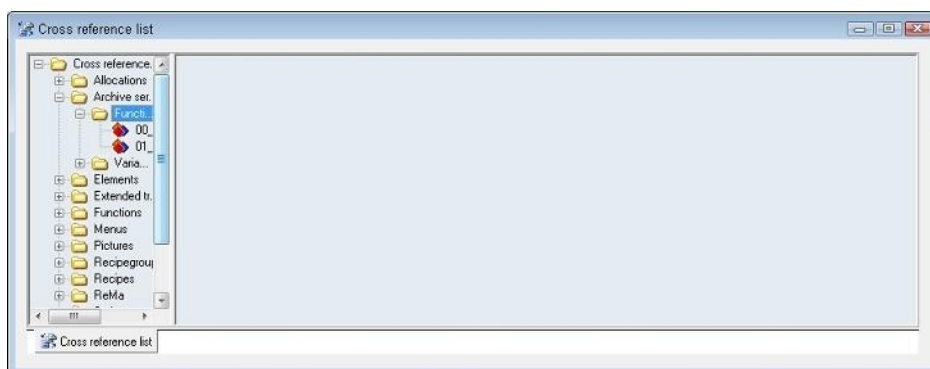 Cross reference list
Cross reference.
Allocations
Archive ser.
Functi...
00_
01_
Varia...
Elements
Extended tr.
Functions
Menus
Pictures
Recipegrou
Recipes
ReMa
Cross reference list